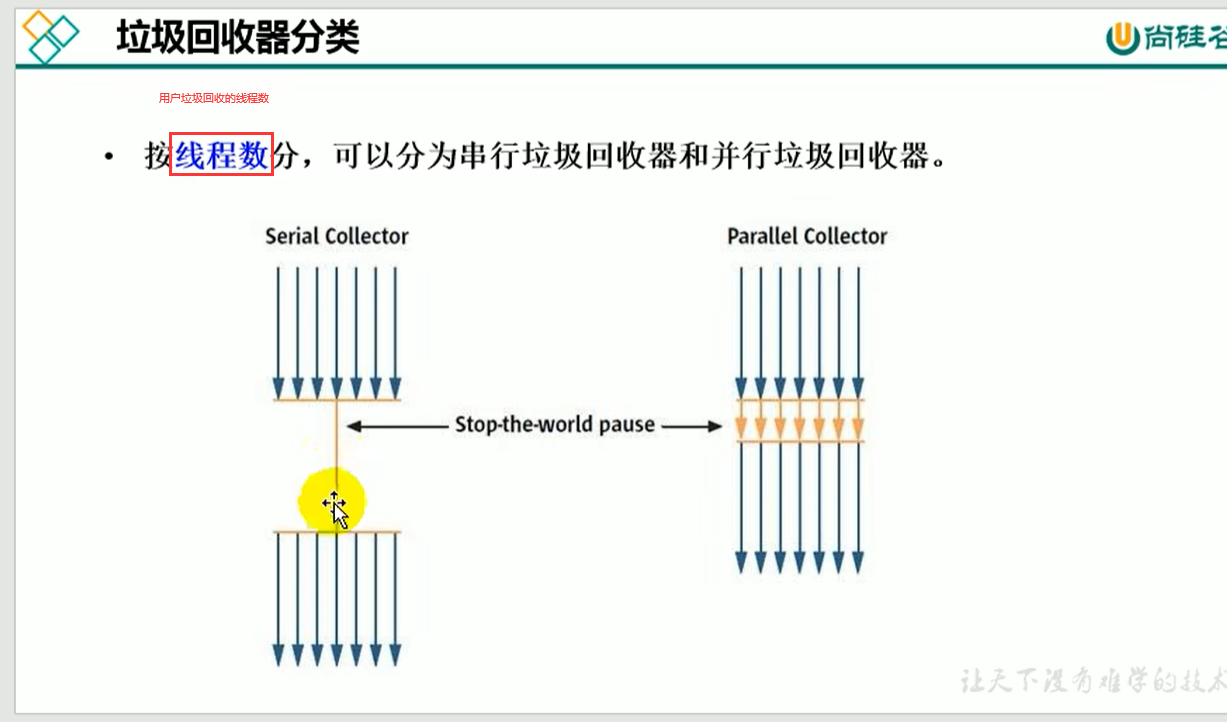 垃圾回收器分类
尚硅谷
用户垃圾回收的线程数
• 按线程数分，可以分为串行垃圾回收器和并行垃圾回收器。
Serial Collector
Parallel Collector
Stop-the-world pause
让天下没有难学的技术